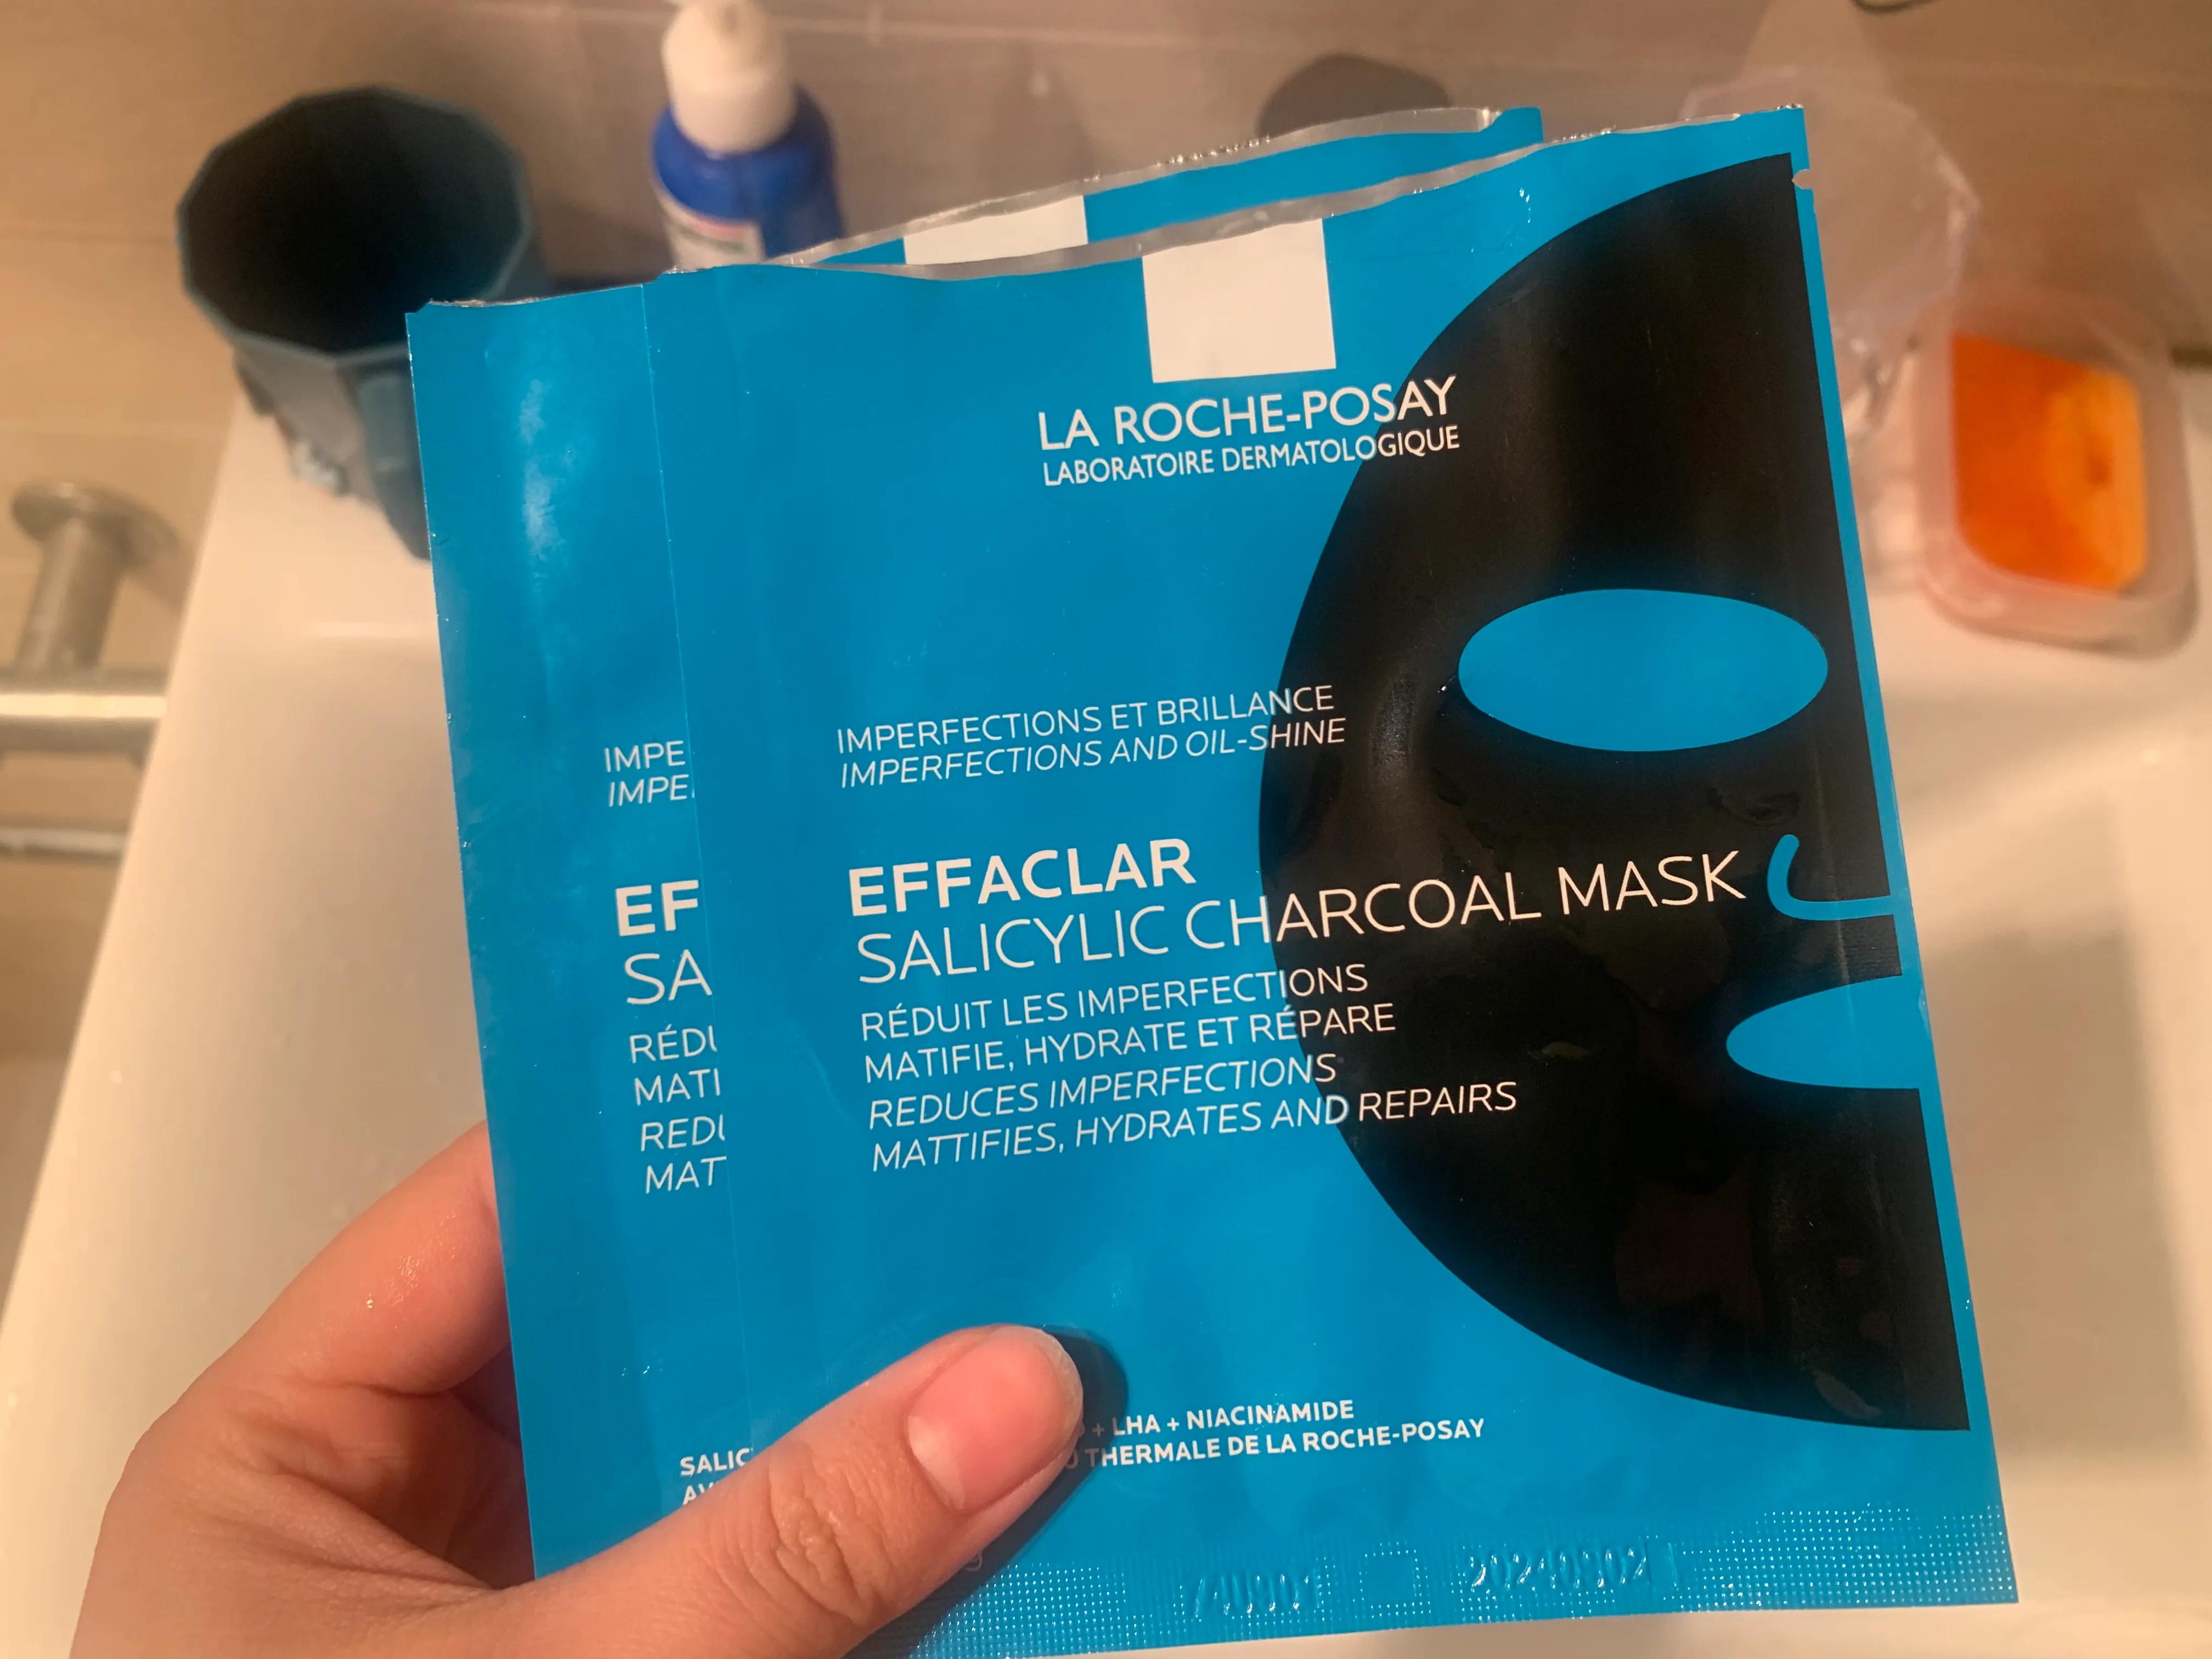 LA ROCHE-POSAY
LABORATOIRE DERMATOLOGIQUE
IMPERFECTIONS ET BRILLANCE
IMPERFECTIONS AND OIL-SHINE
EFFACLAR
SALICYLIC CHARCOAL MASK
RÉDUIT LES IMPERFECTIONS
MATIFIE, HYDRATE ET RÉPARE
REDUCES IMPERFECTIONS
MATTIFIES, HYDRATES AND REPAIRS
+ LHA + NIACINAMIDE
THERMALE DE LA ROCHE-POSAY
20240802
IMPE
IMPE
EF
SA
RÉDU
MATI
REDU
MAT
SALIC